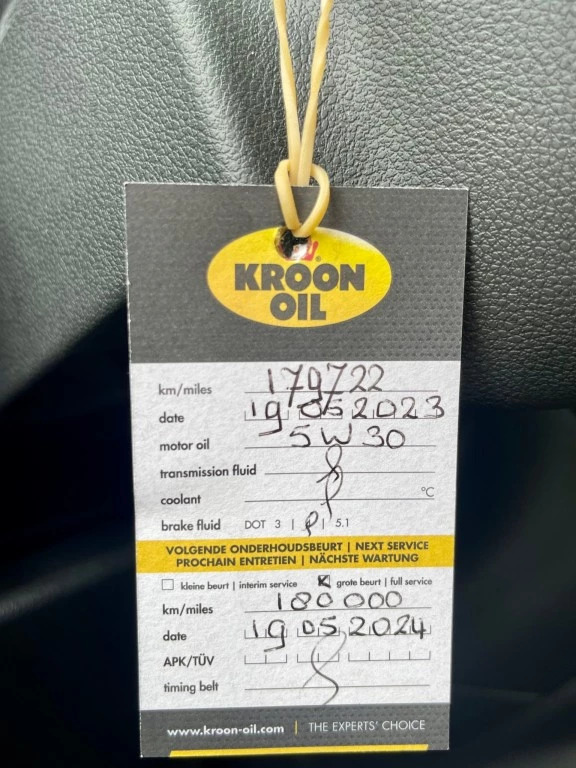 KROON
OIL
km/miles 179722
date 19 05 2023
motor oil 5W30
transmission fluid
coolant °C
brake fluid DOT 3 | | 5.1
VOLGENDE ONDERHOUDSBEURT | NEXT SERVICE
PROCHAIN ENTRETIEN | NÄCHSTE WARTUNG
kleine beurt | interim service grote beurt | full service
km/miles 180000
date 19 05 2024
APK/TÜV
timing belt
www.kroon-oil.com | THE EXPERTS' CHOICE